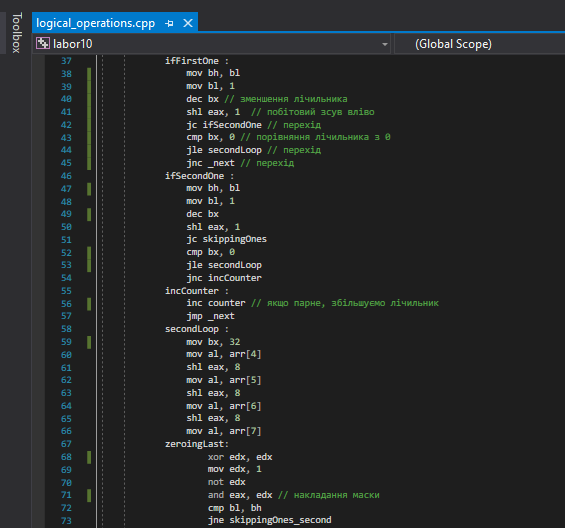 Toolbox
logical_operations.cpp
labor10
(Global Scope)
37 ifFirstOne :
38 mov bh, bl
39 mov bl, 1
40 dec bx // зменшення лічильника
41 shl eax, 1 // побітовий зсув вліво
42 jc ifSecondOne // перехід
43 cmp bx, 0 // порівняння лічильника з 0
44 jle secondLoop // перехід
45 jnc _next // перехід
46 ifSecondOne :
47 mov bh, bl
48 mov bl, 1
49 dec bx
50 shl eax, 1
51 jc skippingOnes
52 cmp bx, 0
53 jle secondLoop
54 jnc incCounter
55 incCounter :
56 inc counter // якщо парне, збільшуємо лічильник
57 jmp _next
58 secondLoop :
59 mov bx, 32
60 mov al, arr[4]
61 shl eax, 8
62 mov al, arr[5]
63 shl eax, 8
64 mov al, arr[6]
65 shl eax, 8
66 mov al, arr[7]
67 zeroingLast:
68 xor edx, edx
69 mov edx, 1
70 not edx
71 and eax, edx // накладання маски
72 cmp bl, bh
73 jne skippingOnes_second